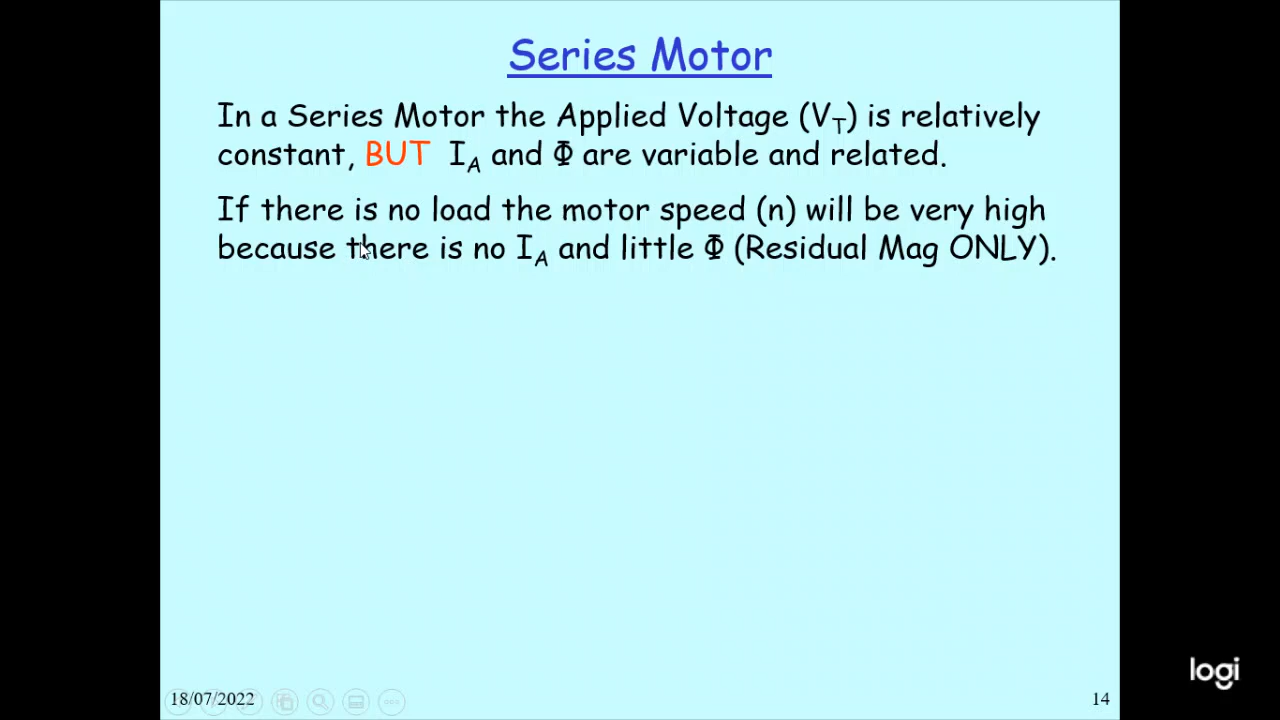 Series Motor
In a Series Motor the Applied Voltage (V_T) is relatively
constant, BUT I_A and Φ are variable and related.
If there is no load the motor speed (n) will be very high
because there is no I_A and little Φ (Residual Mag ONLY).
18/07/2022
14
logi